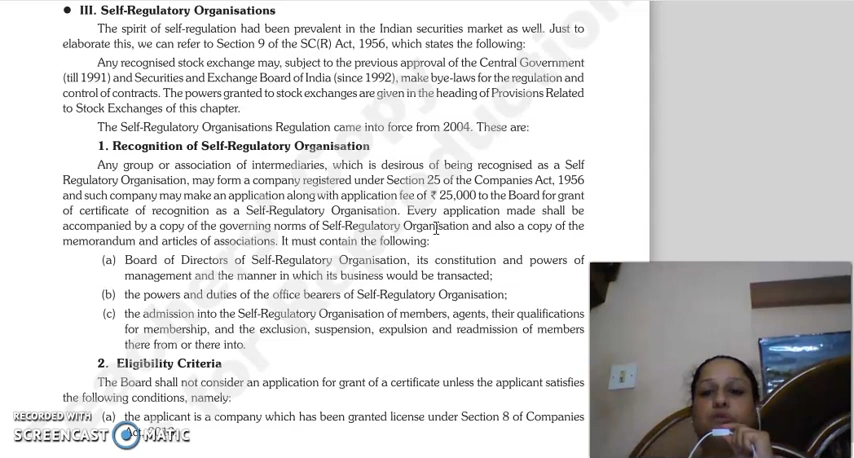 III. Self-Regulatory Organisations
The spirit of self-regulation had been prevalent in the Indian securities market as well. Just to
elaborate this, we can refer to Section 9 of the SC(R) Act, 1956, which states the following:
Any recognised stock exchange may, subject to the previous approval of the Central Government
(till 1991) and Securities and Exchange Board of India (since 1992), make bye-laws for the regulation and
control of contracts. The powers granted to stock exchanges are given in the heading of Provisions Related
to Stock Exchanges of this chapter.
The Self-Regulatory Organisations Regulation came into force from 2004. These are:
1. Recognition of Self-Regulatory Organisation
Any group or association of intermediaries, which is desirous of being recognised as a Self
Regulatory Organisation, may form a company registered under Section 25 of the Companies Act, 1956
and such company may make an application along with application fee of ₹ 25,000 to the Board for grant
of certificate of recognition as a Self-Regulatory Organisation. Every application made shall be
accompanied by a copy of the governing norms of Self-Regulatory Organisation and also a copy of the
memorandum and articles of associations. It must contain the following:
(a) Board of Directors of Self-Regulatory Organisation, its constitution and powers of
management and the manner in which its business would be transacted;
(b) the powers and duties of the office bearers of Self-Regulatory Organisation;
(c) the admission into the Self-Regulatory Organisation of members, agents, their qualifications
for membership, and the exclusion, suspension, expulsion and readmission of members
there from or there into.
2. Eligibility Criteria
The Board shall not consider an application for grant of a certificate unless the applicant satisfies
the following conditions, namely:
(a) the applicant is a company which has been granted license under Section 8 of Companies
RECORDED WITH
SCREENCAST MATIC